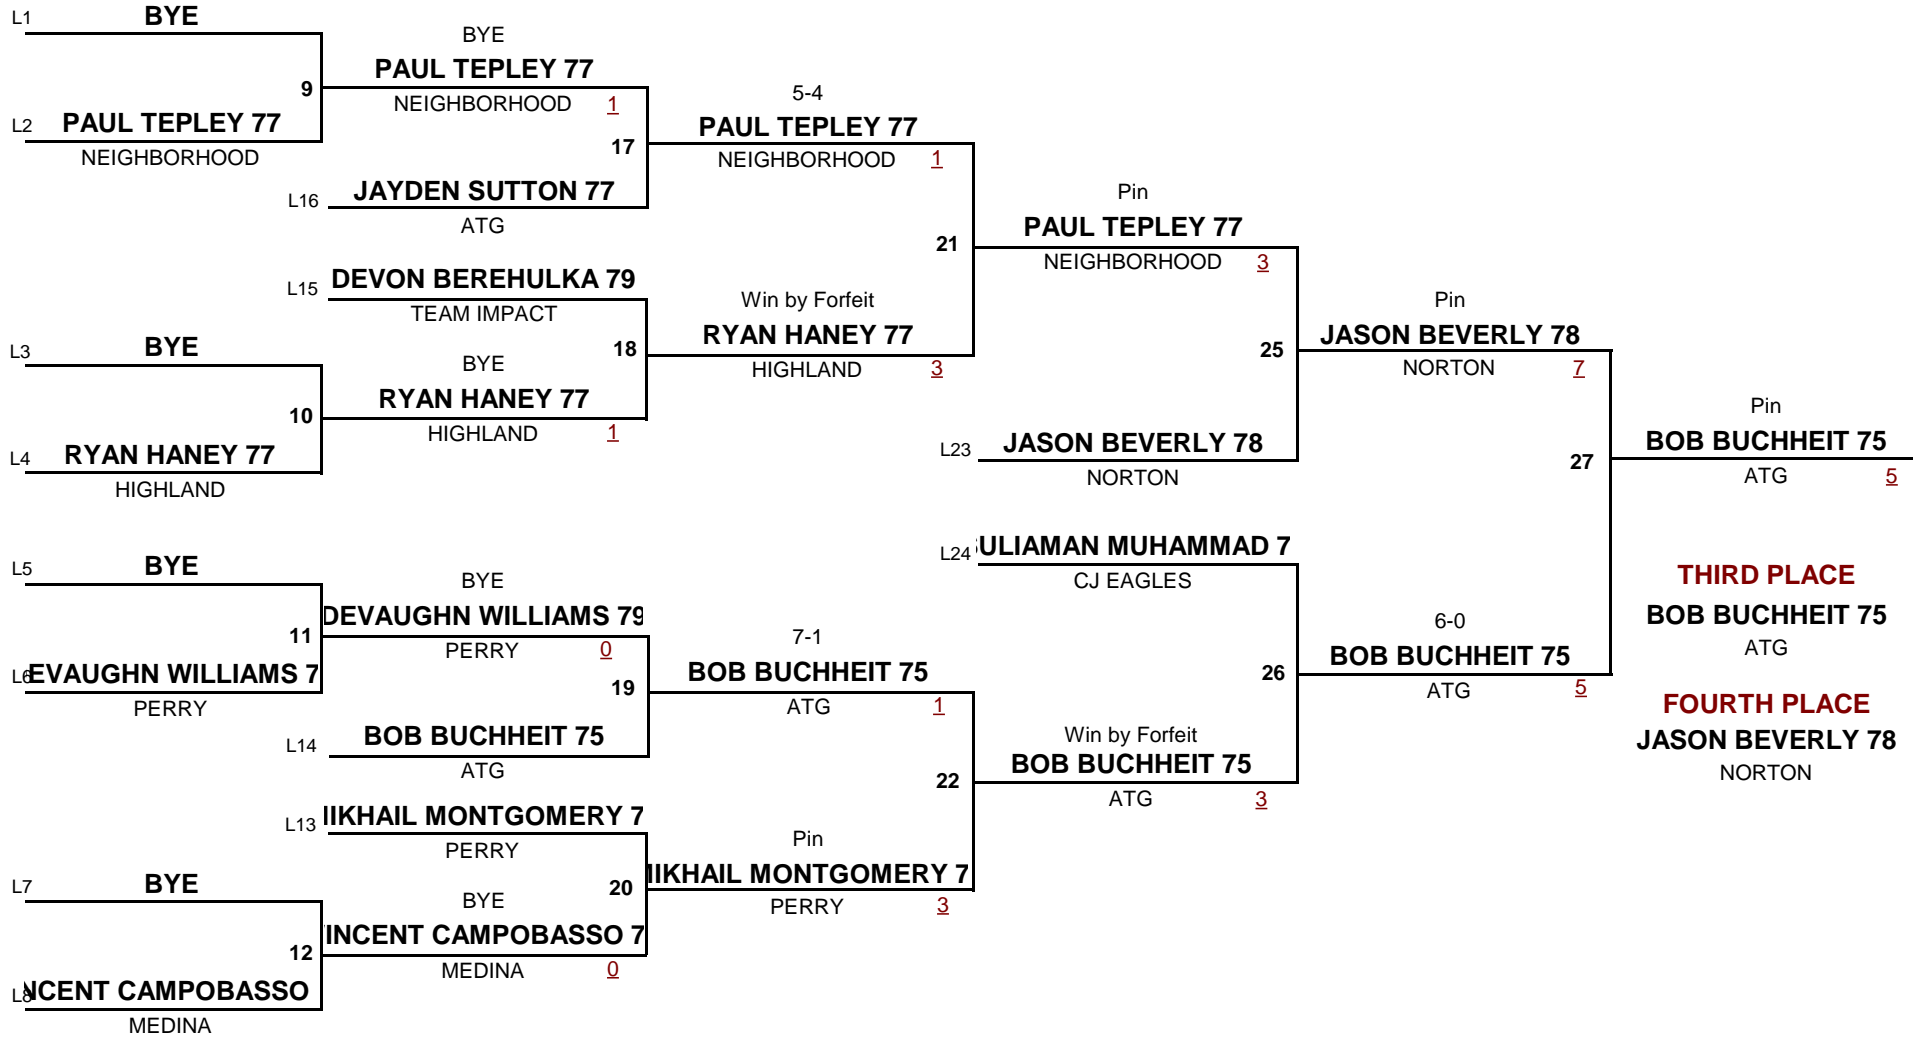 L1 BYE
BYE
PAUL TEPLEY 77
9
NEIGHBORHOOD 1
L2 PAUL TEPLEY 77
NEIGHBORHOOD
5-4
PAUL TEPLEY 77
17
NEIGHBORHOOD 1
L16 JAYDEN SUTTON 77
ATG
Pin
PAUL TEPLEY 77
21
NEIGHBORHOOD 3
L15 DEVON BEREHULKA 79
TEAM IMPACT
Win by Forfeit
RYAN HANEY 77
18
HIGHLAND 3
L3 BYE
BYE
RYAN HANEY 77
10
HIGHLAND 1
L4 RYAN HANEY 77
HIGHLAND
Pin
JASON BEVERLY 78
25
NORTON 7
L23 JASON BEVERLY 78
NORTON
Pin
BOB BUCHHEIT 75
27
ATG 5
L24 SULIAMAN MUHAMMAD 7
CJ EAGLES
THIRD PLACE
BOB BUCHHEIT 75
ATG
FOURTH PLACE
JASON BEVERLY 78
NORTON
6-0
BOB BUCHHEIT 75
26
ATG 5
L5 BYE
BYE
DEVAUGHN WILLIAMS 79
11
PERRY 0
L6 EVAUGHN WILLIAMS 7
PERRY
7-1
BOB BUCHHEIT 75
19
ATG 1
L14 BOB BUCHHEIT 75
ATG
Win by Forfeit
BOB BUCHHEIT 75
22
ATG 3
L13 MIKHAIL MONTGOMERY 7
PERRY
Pin
MIKHAIL MONTGOMERY 7
20
PERRY 3
L7 BYE
BYE
VINCENT CAMPOBASSO 7
12
MEDINA 0
L8 NCENT CAMPOBASSO
MEDINA